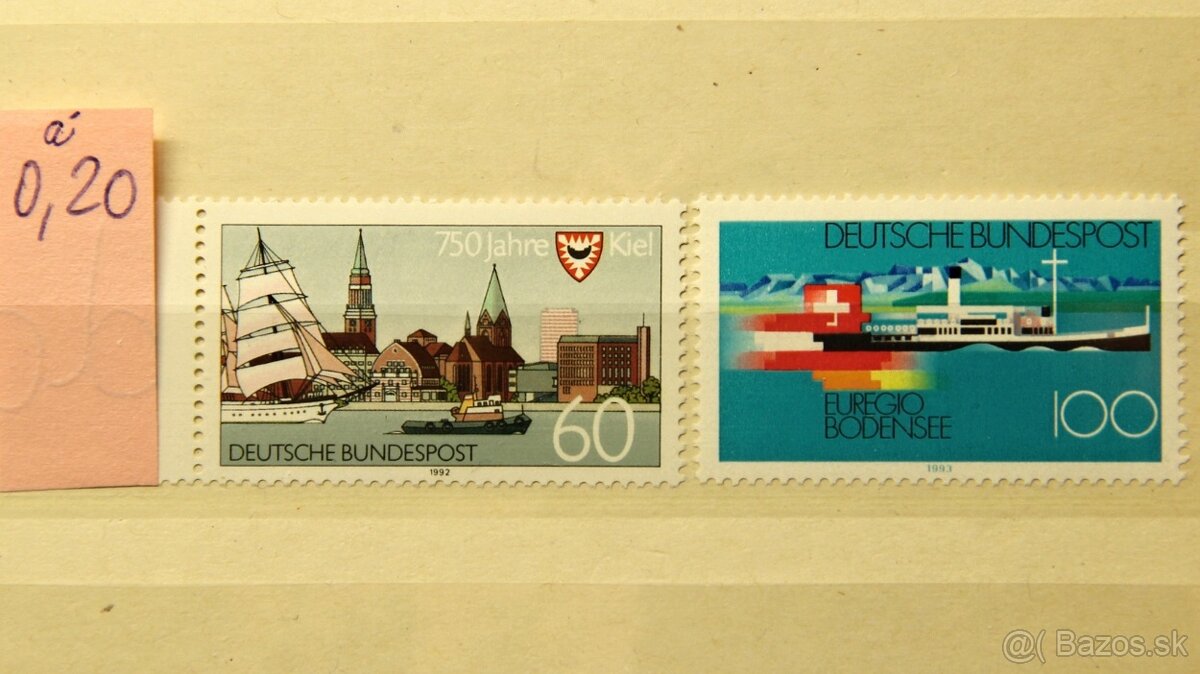 á
0,20
750 Jahre Kiel
60
DEUTSCHE BUNDESPOST
1992
DEUTSCHE BUNDESPOST
EUREGIO
BODENSEE
100
1993
@( Bazos.sk